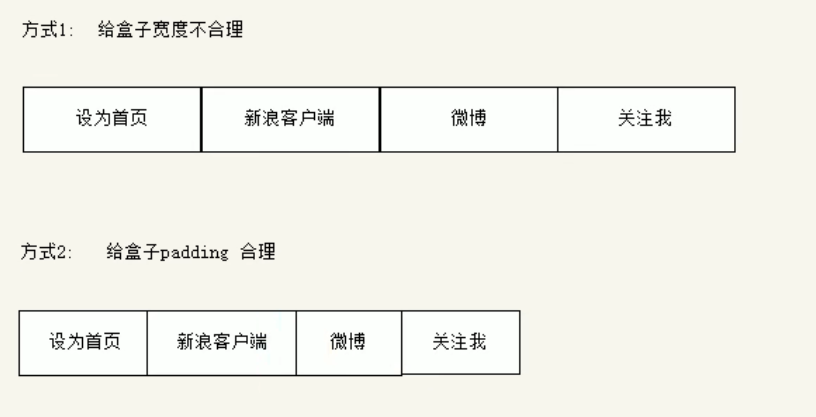 方式1: 给盒子宽度不合理
设为首页 新浪客户端 微博 关注我
方式2: 给盒子padding 合理
设为首页 新浪客户端 微博 关注我